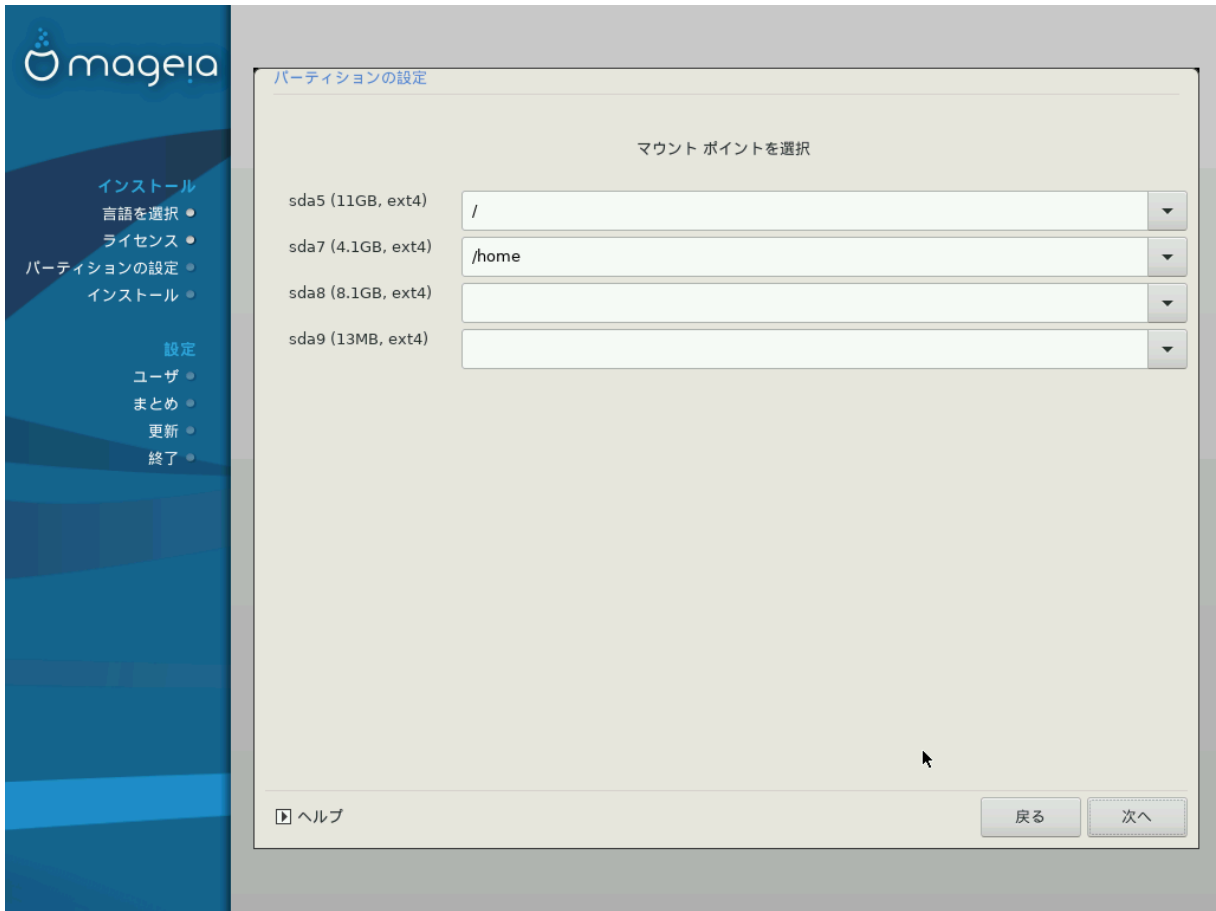 mageia
インストール
言語を選択
ライセンス
パーティションの設定
インストール
設定
ユーザ
まとめ
更新
終了
パーティションの設定
マウント ポイントを選択
sda5 (11GB, ext4) /
sda7 (4.1GB, ext4) /home
sda8 (8.1GB, ext4)
sda9 (13MB, ext4)
ヘルプ 戻る 次へ